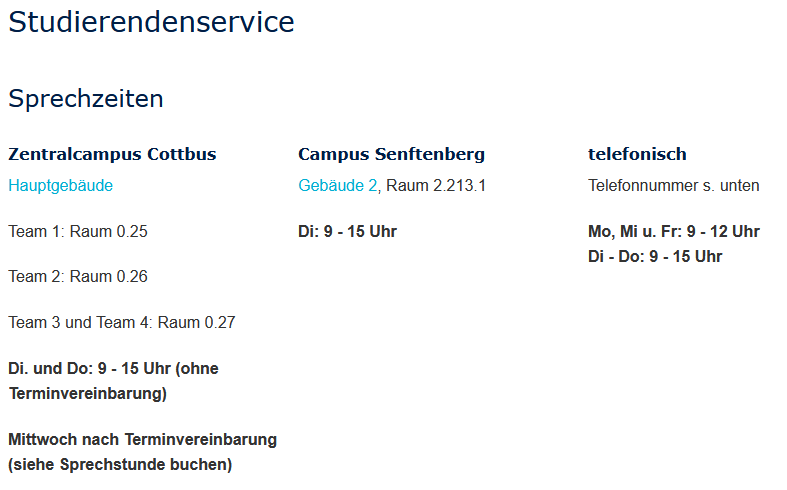 Studierendenservice
Sprechzeiten
Zentralcampus Cottbus
Hauptgebäude
Team 1: Raum 0.25
Team 2: Raum 0.26
Team 3 und Team 4: Raum 0.27
Di. und Do: 9 - 15 Uhr (ohne
Terminvereinbarung)
Mittwoch nach Terminvereinbarung
(siehe Sprechstunde buchen)
Campus Senftenberg
Gebäude 2, Raum 2.213.1
Di: 9 - 15 Uhr
telefonisch
Telefonnummer s. unten
Mo, Mi u. Fr: 9 - 12 Uhr
Di - Do: 9 - 15 Uhr